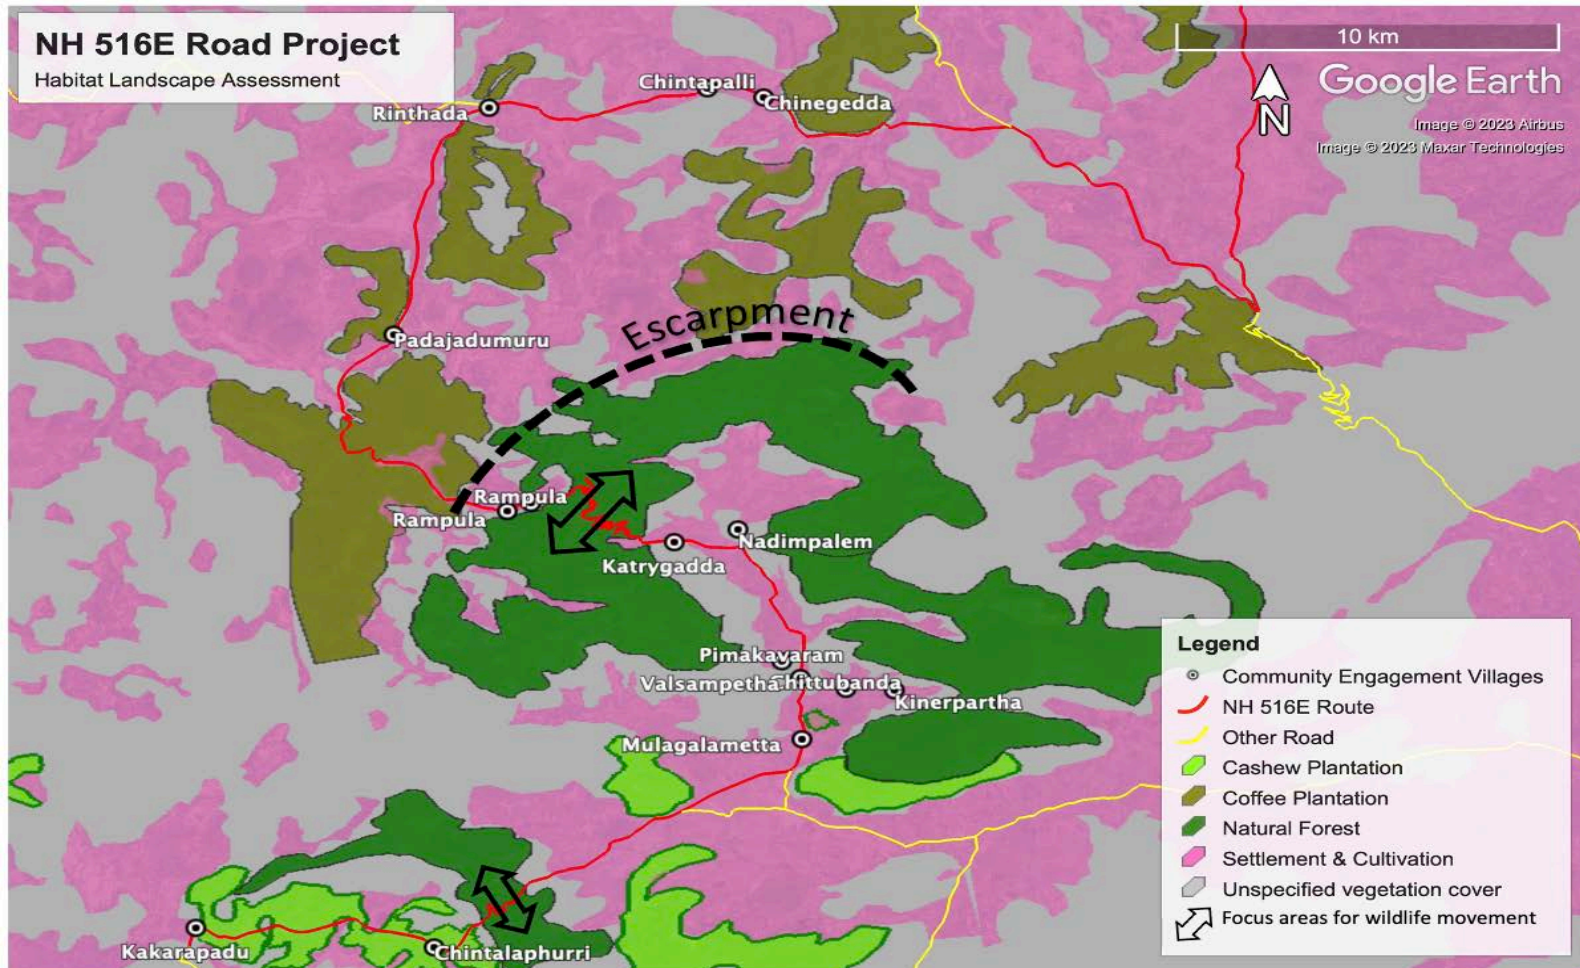 NH 516E Road Project
Habitat Landscape Assessment
10 km
Google Earth
N
Image © 2023 Airbus
Image © 2023 Maxar Technologies
Chintapalli
Chinegedda
Rinthada
Padajadumuru
Escarpment
Rampula
Rampula
Nadimpalem
Katrygadda
Pimakavaram
Valsampetha
Chittubanda
Kinerpartha
Mulagalametta
Kakarapadu
Chintalaphurri
Legend
Community Engagement Villages
NH 516E Route
Other Road
Cashew Plantation
Coffee Plantation
Natural Forest
Settlement & Cultivation
Unspecified vegetation cover
Focus areas for wildlife movement